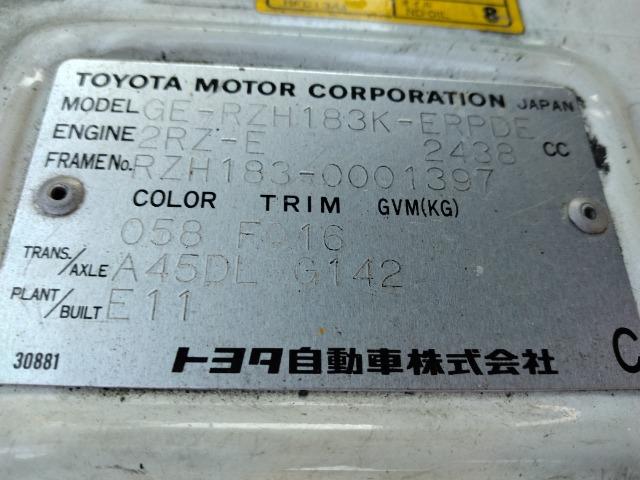 TOYOTA MOTOR CORPORATION JAPAN
MODEL GE-RZH183K-ERPDE
ENGINE 2RZ-E 2438 CC
FRAME No. RZH183-0001397
COLOR TRIM GVM(KG)
058 FQ16
TRANS./AXLE A45DL G142
PLANT/BUILT E11
30881 トヨタ自動車株式会社 C